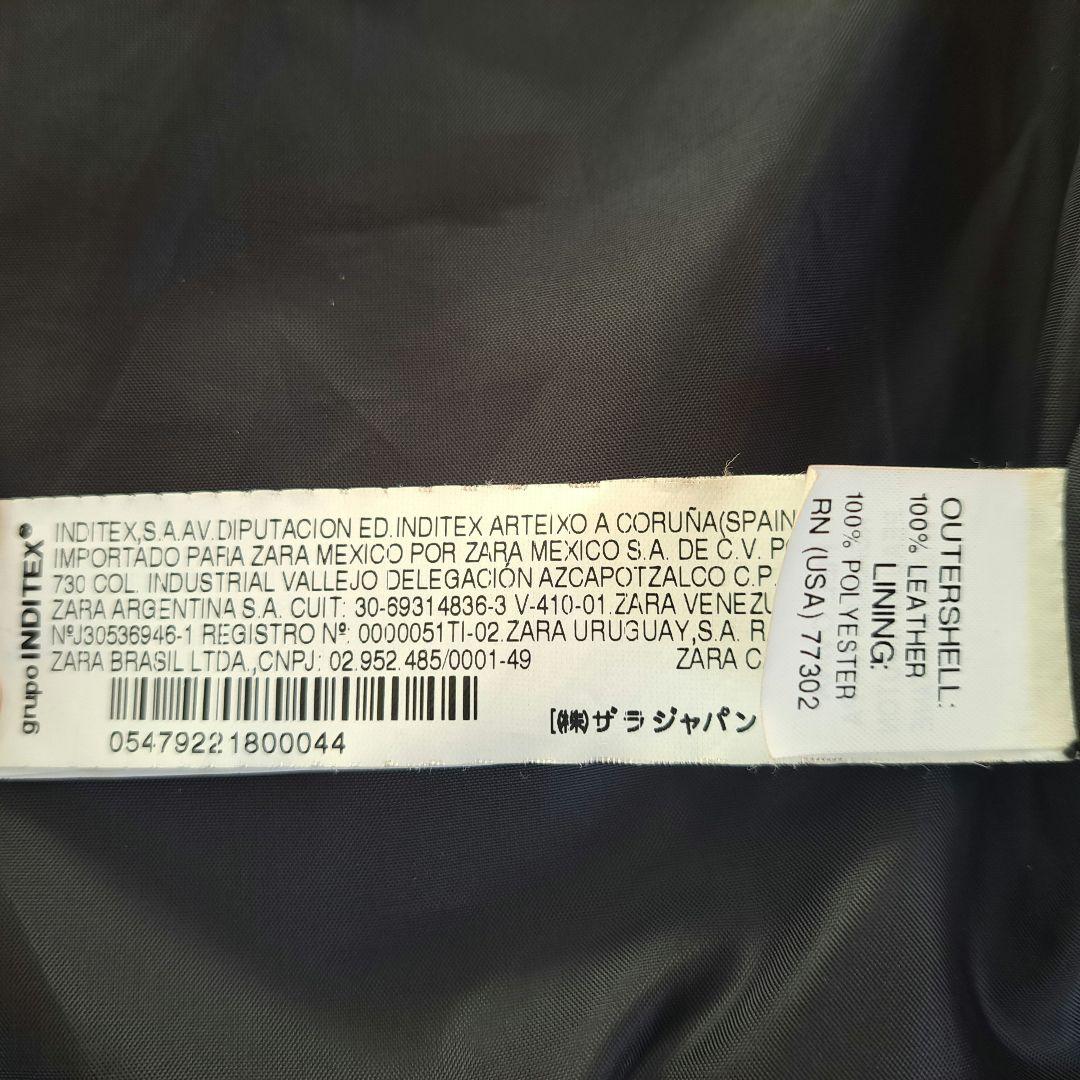 grupo INDITEX®
INDITEX,S.A.AV.DIPUTACION ED.INDITEX ARTEIXO A CORUÑA(SPAIN
IMPORTADO PARA ZARA MEXICO POR ZARA MEXICO S.A. DE C.V.
730 COL. INDUSTRIAL VALLEJO DELEGACIÓN AZCAPOTZALCO C.P.
ZARA ARGENTINA S.A. CUIT: 30-69314836-3 V-410-01.ZARA
NºJ30536946-1 REGISTRO Nº: 0000051TI-02.ZARA URUGUAY,S.A. R
ZARA BRASIL LTDA.,CNPJ: 02.952.485/0001-49 ZARA C
05479221800044
[㈱ザラジャパン
OUTERSHELL:
100% LEATHER
LINING:
100% POLYESTER
RN (USA) 77302